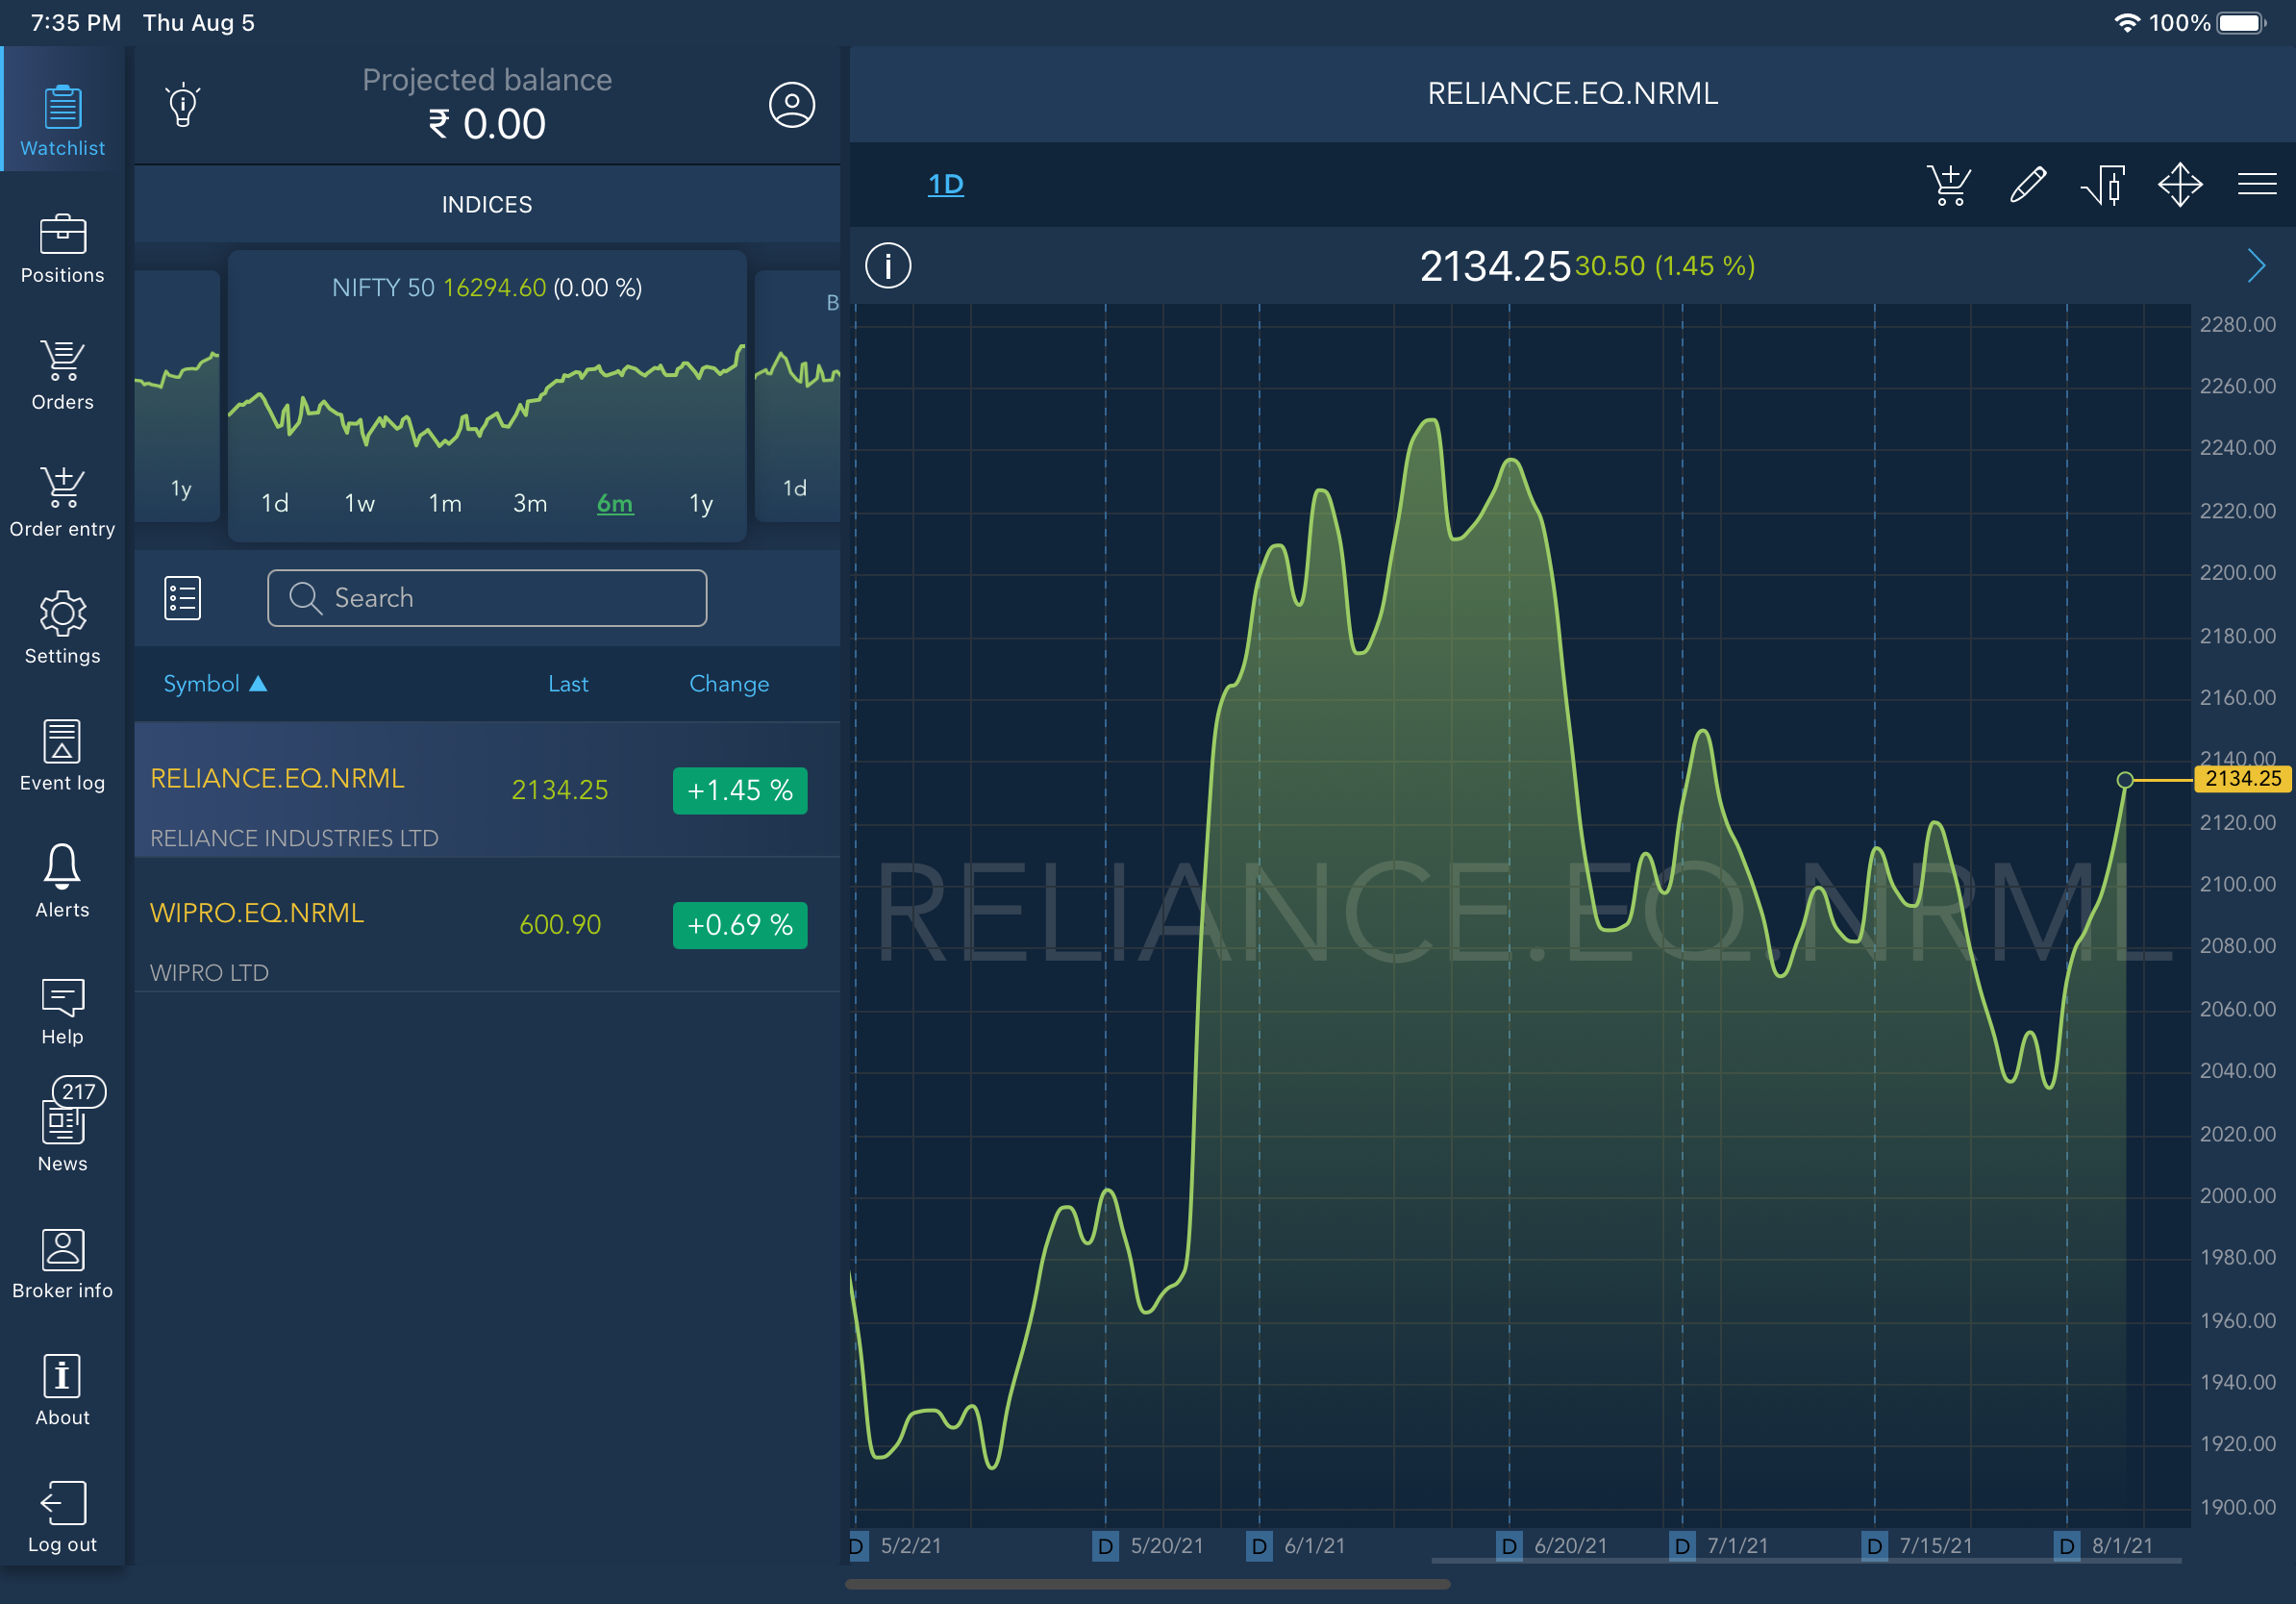 7:35 PM Thu Aug 5
100%
Watchlist
Positions
Orders
Order entry
Settings
Event log
Alerts
Help
217
News
Broker info
About
Log out
Projected balance
₹ 0.00
INDICES
1y
NIFTY 50 16294.60 (0.00 %)
1d 1w 1m 3m 6m 1y
B
1d
Search
Symbol ▲ Last Change
RELIANCE.EQ.NRML 2134.25 +1.45 %
RELIANCE INDUSTRIES LTD
WIPRO.EQ.NRML 600.90 +0.69 %
WIPRO LTD
RELIANCE.EQ.NRML
1D
2134.25 30.50 (1.45 %)
2280.00
2260.00
2240.00
2220.00
2200.00
2180.00
2160.00
2140.00
2134.25
2120.00
2100.00
2080.00
2060.00
2040.00
2020.00
2000.00
1980.00
1960.00
1940.00
1920.00
1900.00
RELIANCE.EQ.NRML
D 5/2/21 D 5/20/21 D 6/1/21 D 6/20/21 D 7/1/21 D 7/15/21 D 8/1/21